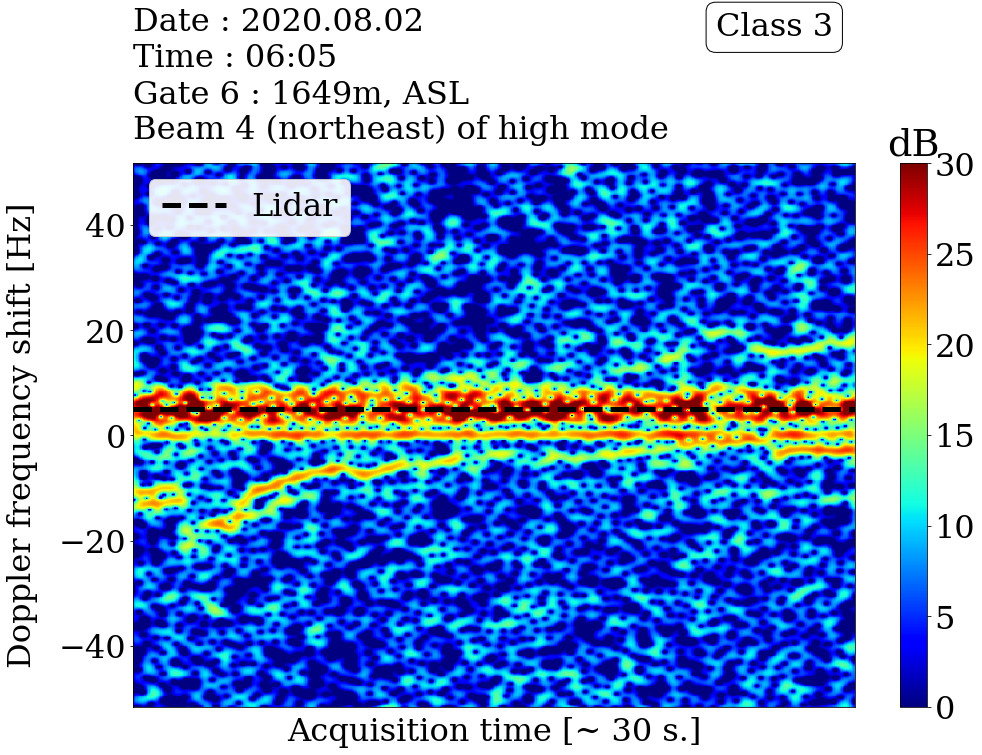 Date : 2020.08.02
Time : 06:05
Gate 6 : 1649m, ASL
Beam 4 (northeast) of high mode
Class 3
dB
Lidar
Doppler frequency shift [Hz]
40
20
0
−20
−40
Acquisition time [~ 30 s.]
30
25
20
15
10
5
0